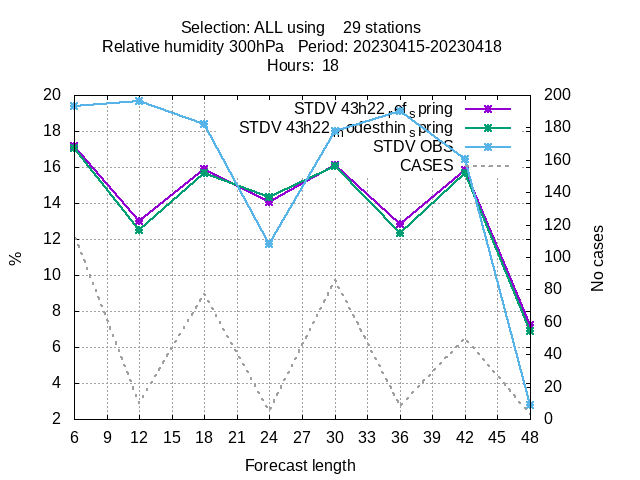 Selection: ALL using    29 stations
Relative humidity 300hPa   Period: 20230415-20230418
Hours: 18
STDV 43h22_ref_spring
STDV 43h22_modesthin_spring
STDV OBS
CASES
20
18
16
14
12
10
8
6
4
2
%
200
180
160
140
120
100
80
60
40
20
0
No cases
6 9 12 15 18 21 24 27 30 33 36 39 42 45 48
Forecast length